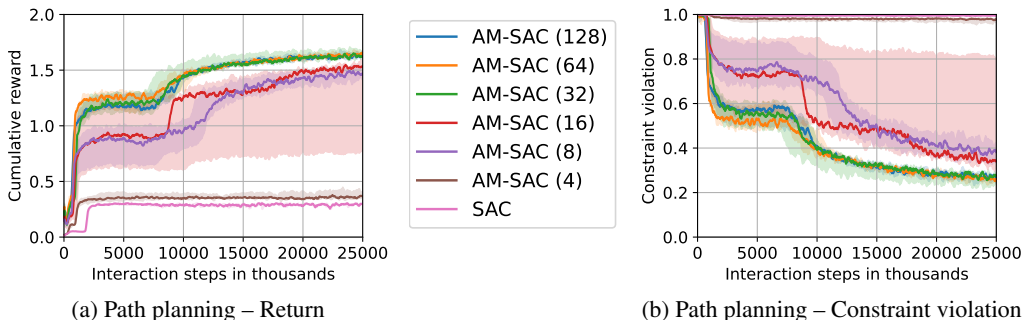 2.0
1.5
1.0
0.5
0.0
Cumulative reward
0 5000 10000 15000 20000 25000
Interaction steps in thousands
(a) Path planning – Return
AM-SAC (128)
AM-SAC (64)
AM-SAC (32)
AM-SAC (16)
AM-SAC (8)
AM-SAC (4)
SAC
1.0
0.8
0.6
0.4
0.2
0.0
Constraint violation
0 5000 10000 15000 20000 25000
Interaction steps in thousands
(b) Path planning – Constraint violation